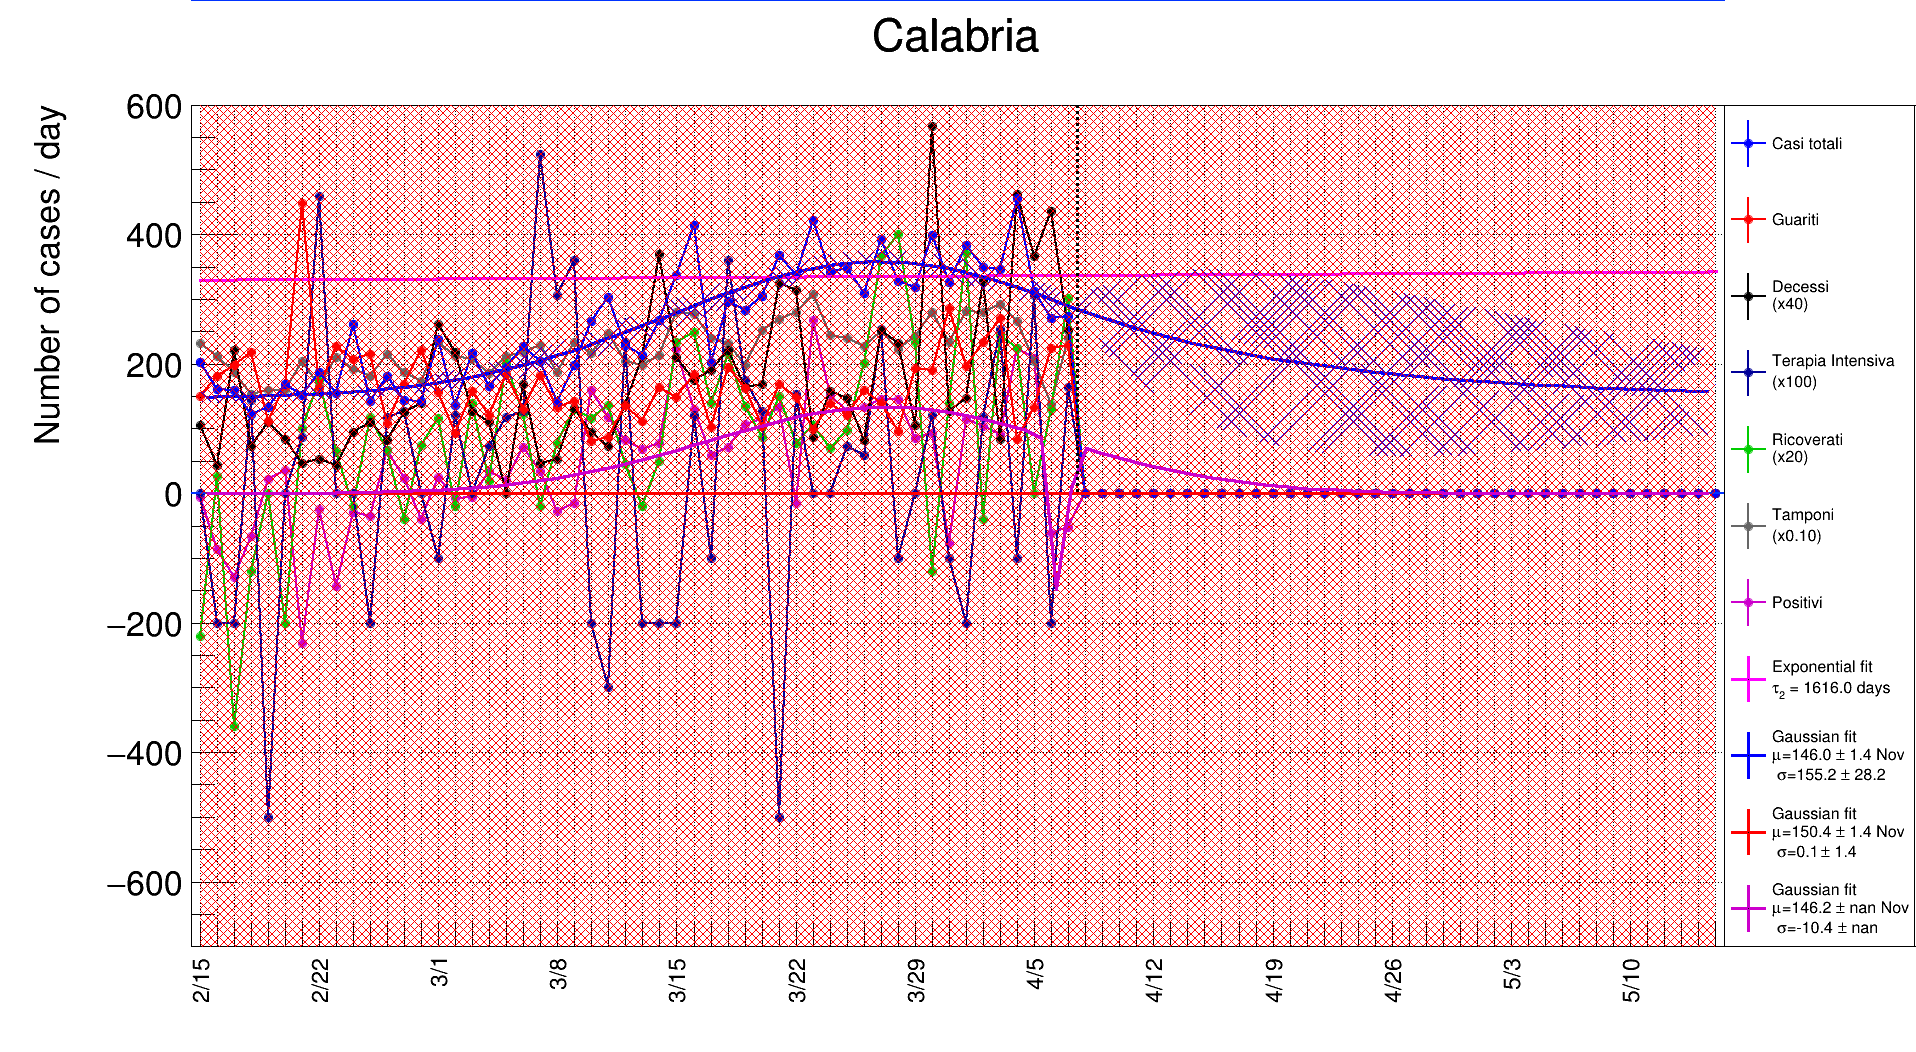 Calabria
Number of cases / day
600
400
200
0
−200
−400
−600
2/15
2/22
3/1
3/8
3/15
3/22
3/29
4/5
4/12
4/19
4/26
5/3
5/10
Casi totali
Guariti
Decessi
(x40)
Terapia Intensiva
(x100)
Ricoverati
(x20)
Tamponi
(x0.10)
Positivi
Exponential fit
τ2 = 1616.0 days
Gaussian fit
μ=146.0 ± 1.4 Nov
σ=155.2 ± 28.2
Gaussian fit
μ=150.4 ± 1.4 Nov
σ=0.1 ± 1.4
Gaussian fit
μ=146.2 ± nan Nov
σ=-10.4 ± nan